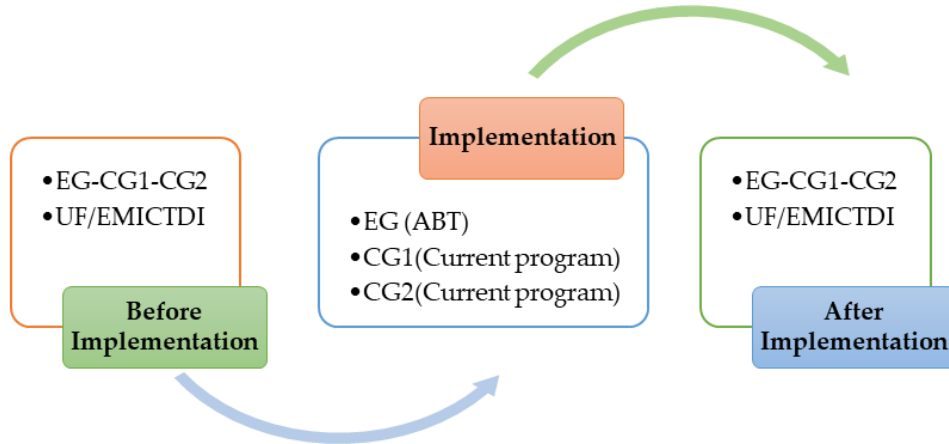 •EG-CG1-CG2
•UF/EMICTDI
Before
Implementation
Implementation
•EG (ABT)
•CG1(Current program)
•CG2(Current program)
•EG-CG1-CG2
•UF/EMICTDI
After
Implementation